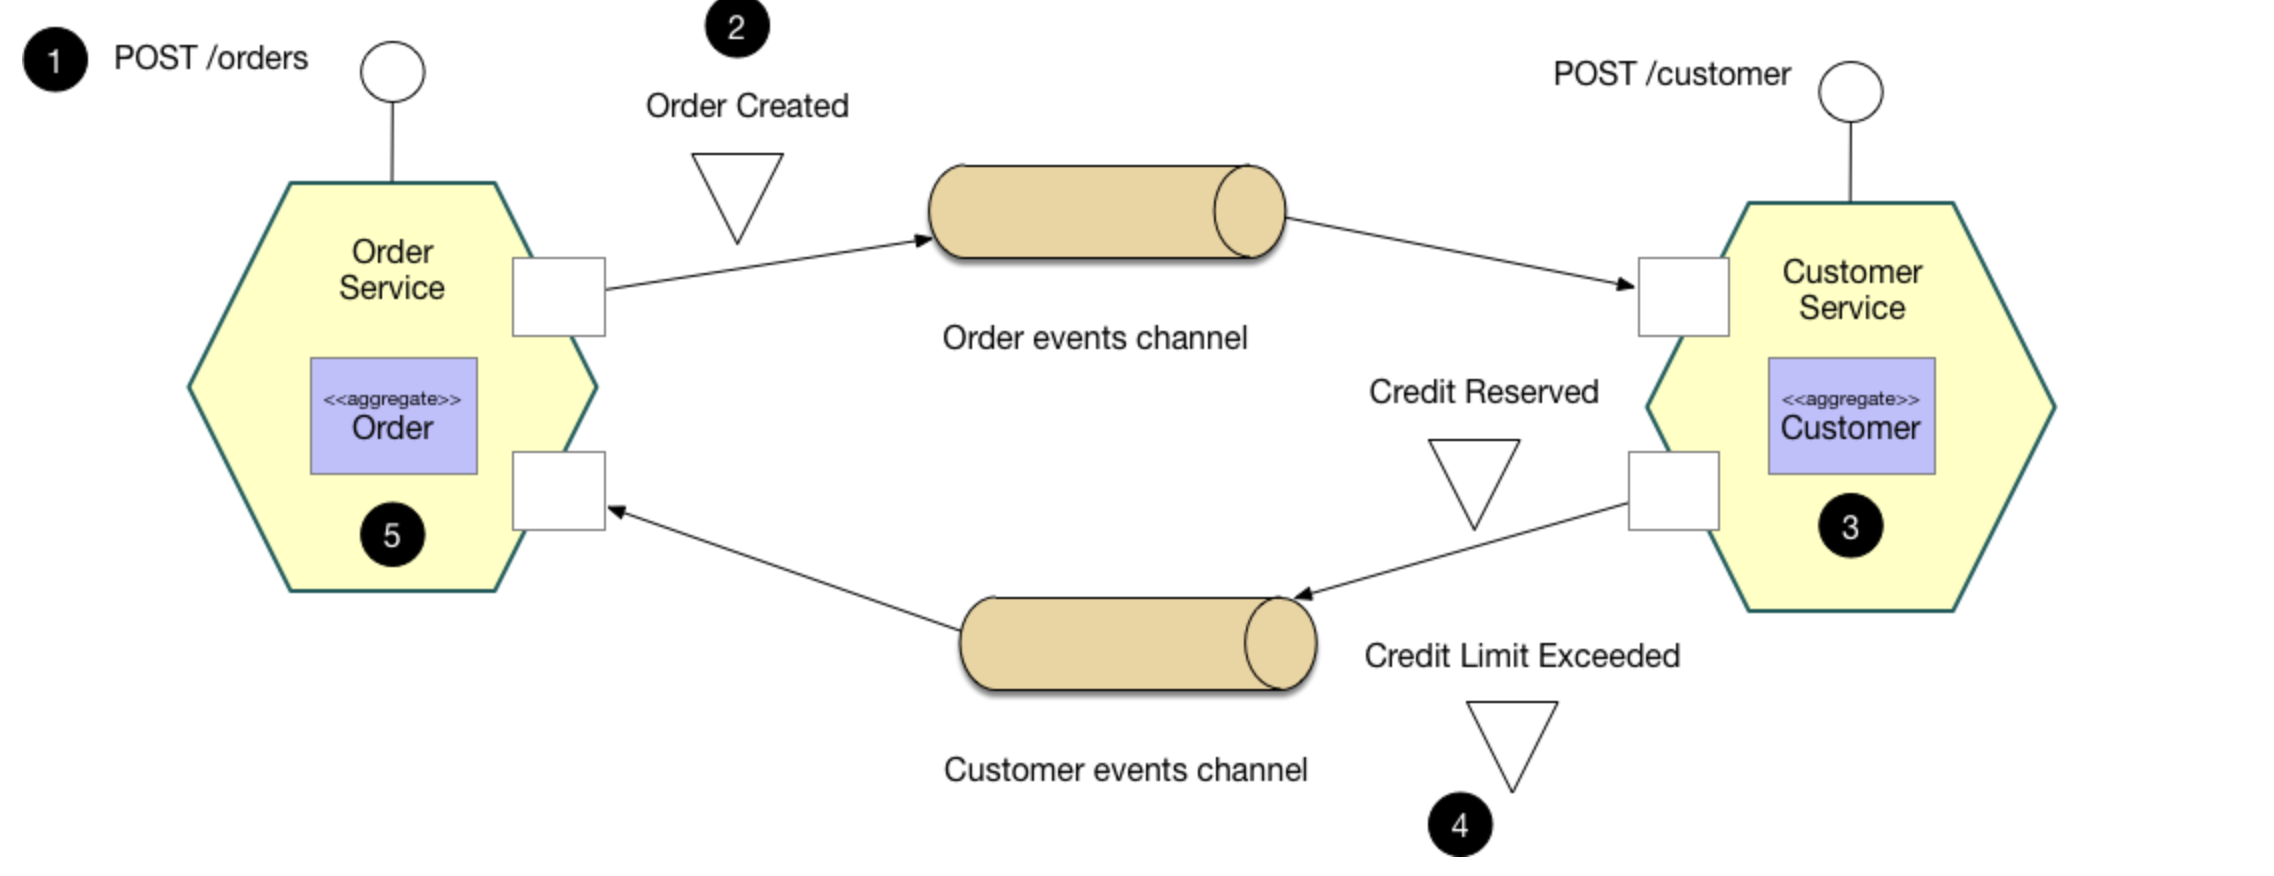 1
POST /orders
2
Order Created
POST /customer
Order
Service
<<aggregate>>
Order
5
Order events channel
Customer
Service
<<aggregate>>
Customer
3
Credit Reserved
Credit Limit Exceeded
Customer events channel
4